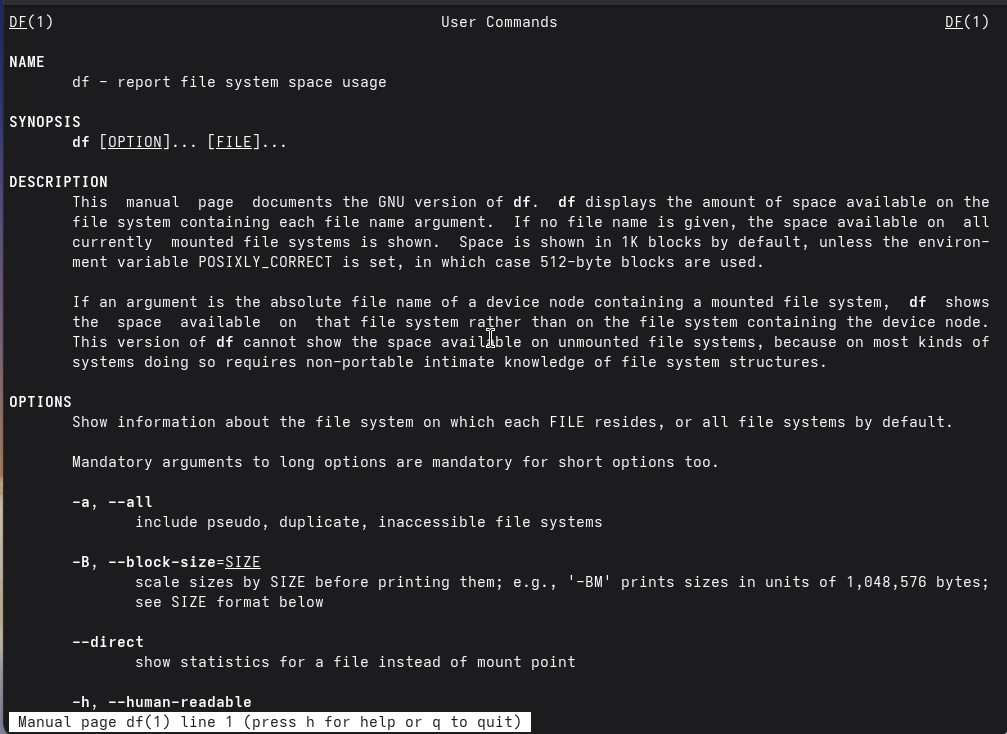 DF(1) User Commands DF(1)
NAME
df - report file system space usage
SYNOPSIS
df [OPTION]... [FILE]...
DESCRIPTION
This manual page documents the GNU version of df. df displays the amount of space available on the
file system containing each file name argument. If no file name is given, the space available on all
currently mounted file systems is shown. Space is shown in 1K blocks by default, unless the environ-
ment variable POSIXLY_CORRECT is set, in which case 512-byte blocks are used.
If an argument is the absolute file name of a device node containing a mounted file system, df shows
the space available on that file system rather than on the file system containing the device node.
This version of df cannot show the space available on unmounted file systems, because on most kinds of
systems doing so requires non-portable intimate knowledge of file system structures.
OPTIONS
Show information about the file system on which each FILE resides, or all file systems by default.
Mandatory arguments to long options are mandatory for short options too.
-a, --all
include pseudo, duplicate, inaccessible file systems
-B, --block-size=SIZE
scale sizes by SIZE before printing them; e.g., '-BM' prints sizes in units of 1,048,576 bytes;
see SIZE format below
--direct
show statistics for a file instead of mount point
-h, --human-readable
Manual page df(1) line 1 (press h for help or q to quit)